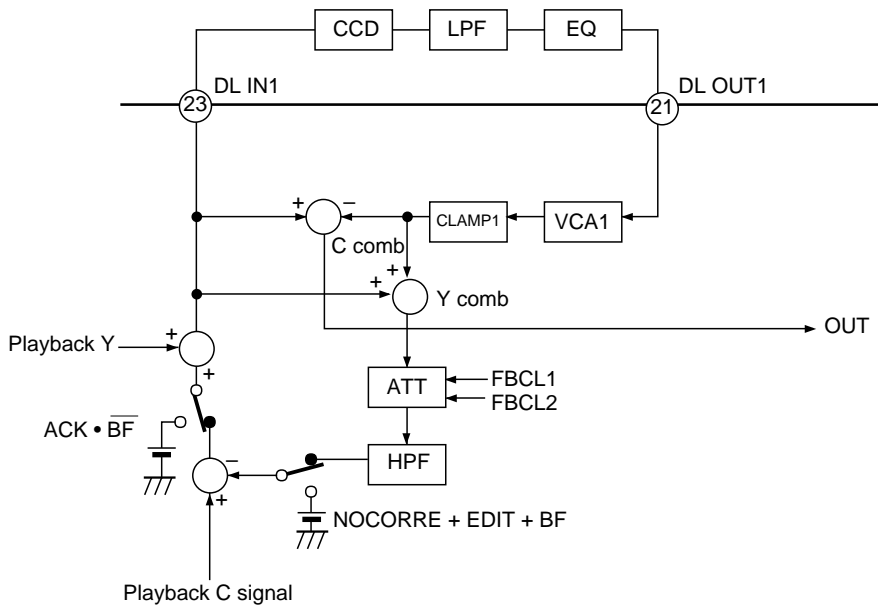 CCD LPF EQ
DL IN1 DL OUT1
23 21
+ −
CLAMP1 VCA1
C comb
+ +
Y comb
OUT
+
Playback Y
+
ATT FBCL1
FBCL2
ACK • B̅F̅
HPF
−
+
NOCORRE + EDIT + BF
Playback C signal